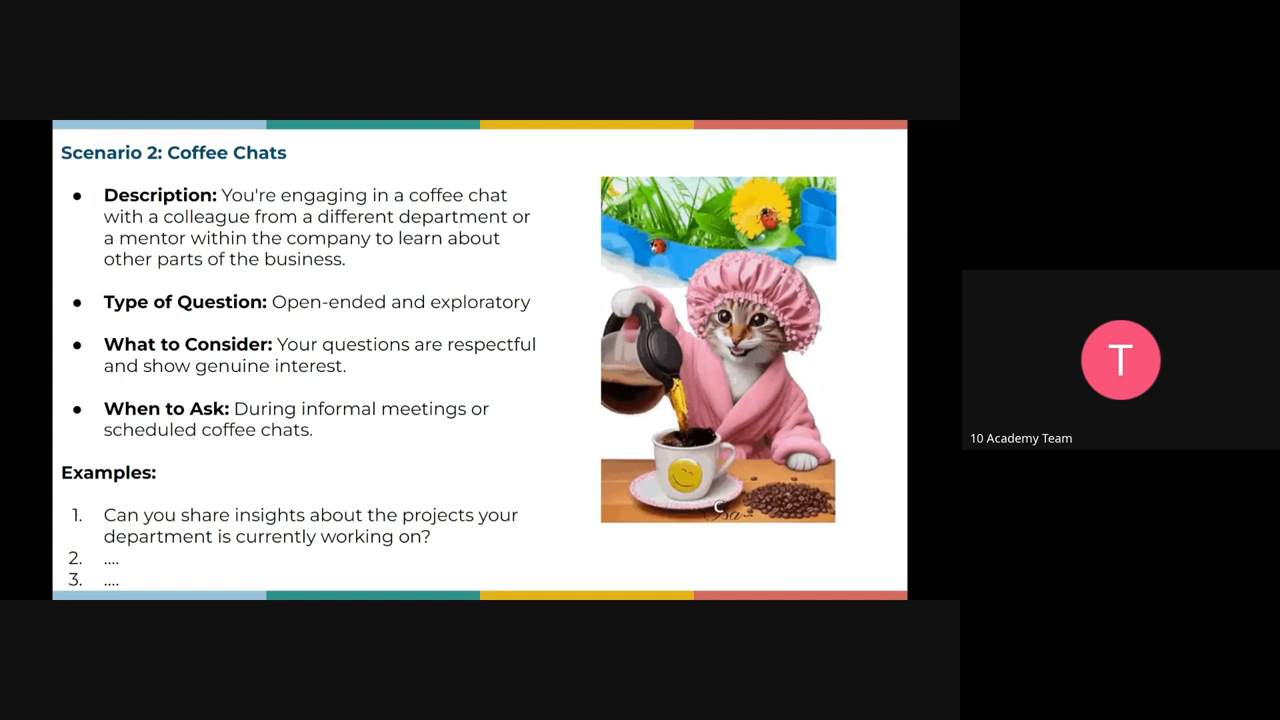 Scenario 2: Coffee Chats
● Description: You're engaging in a coffee chat
with a colleague from a different department or
a mentor within the company to learn about
other parts of the business.
● Type of Question: Open-ended and exploratory
● What to Consider: Your questions are respectful
and show genuine interest.
● When to Ask: During informal meetings or
scheduled coffee chats.
Examples:
1. Can you share insights about the projects your
department is currently working on?
2. ....
3. ....
T
10 Academy Team